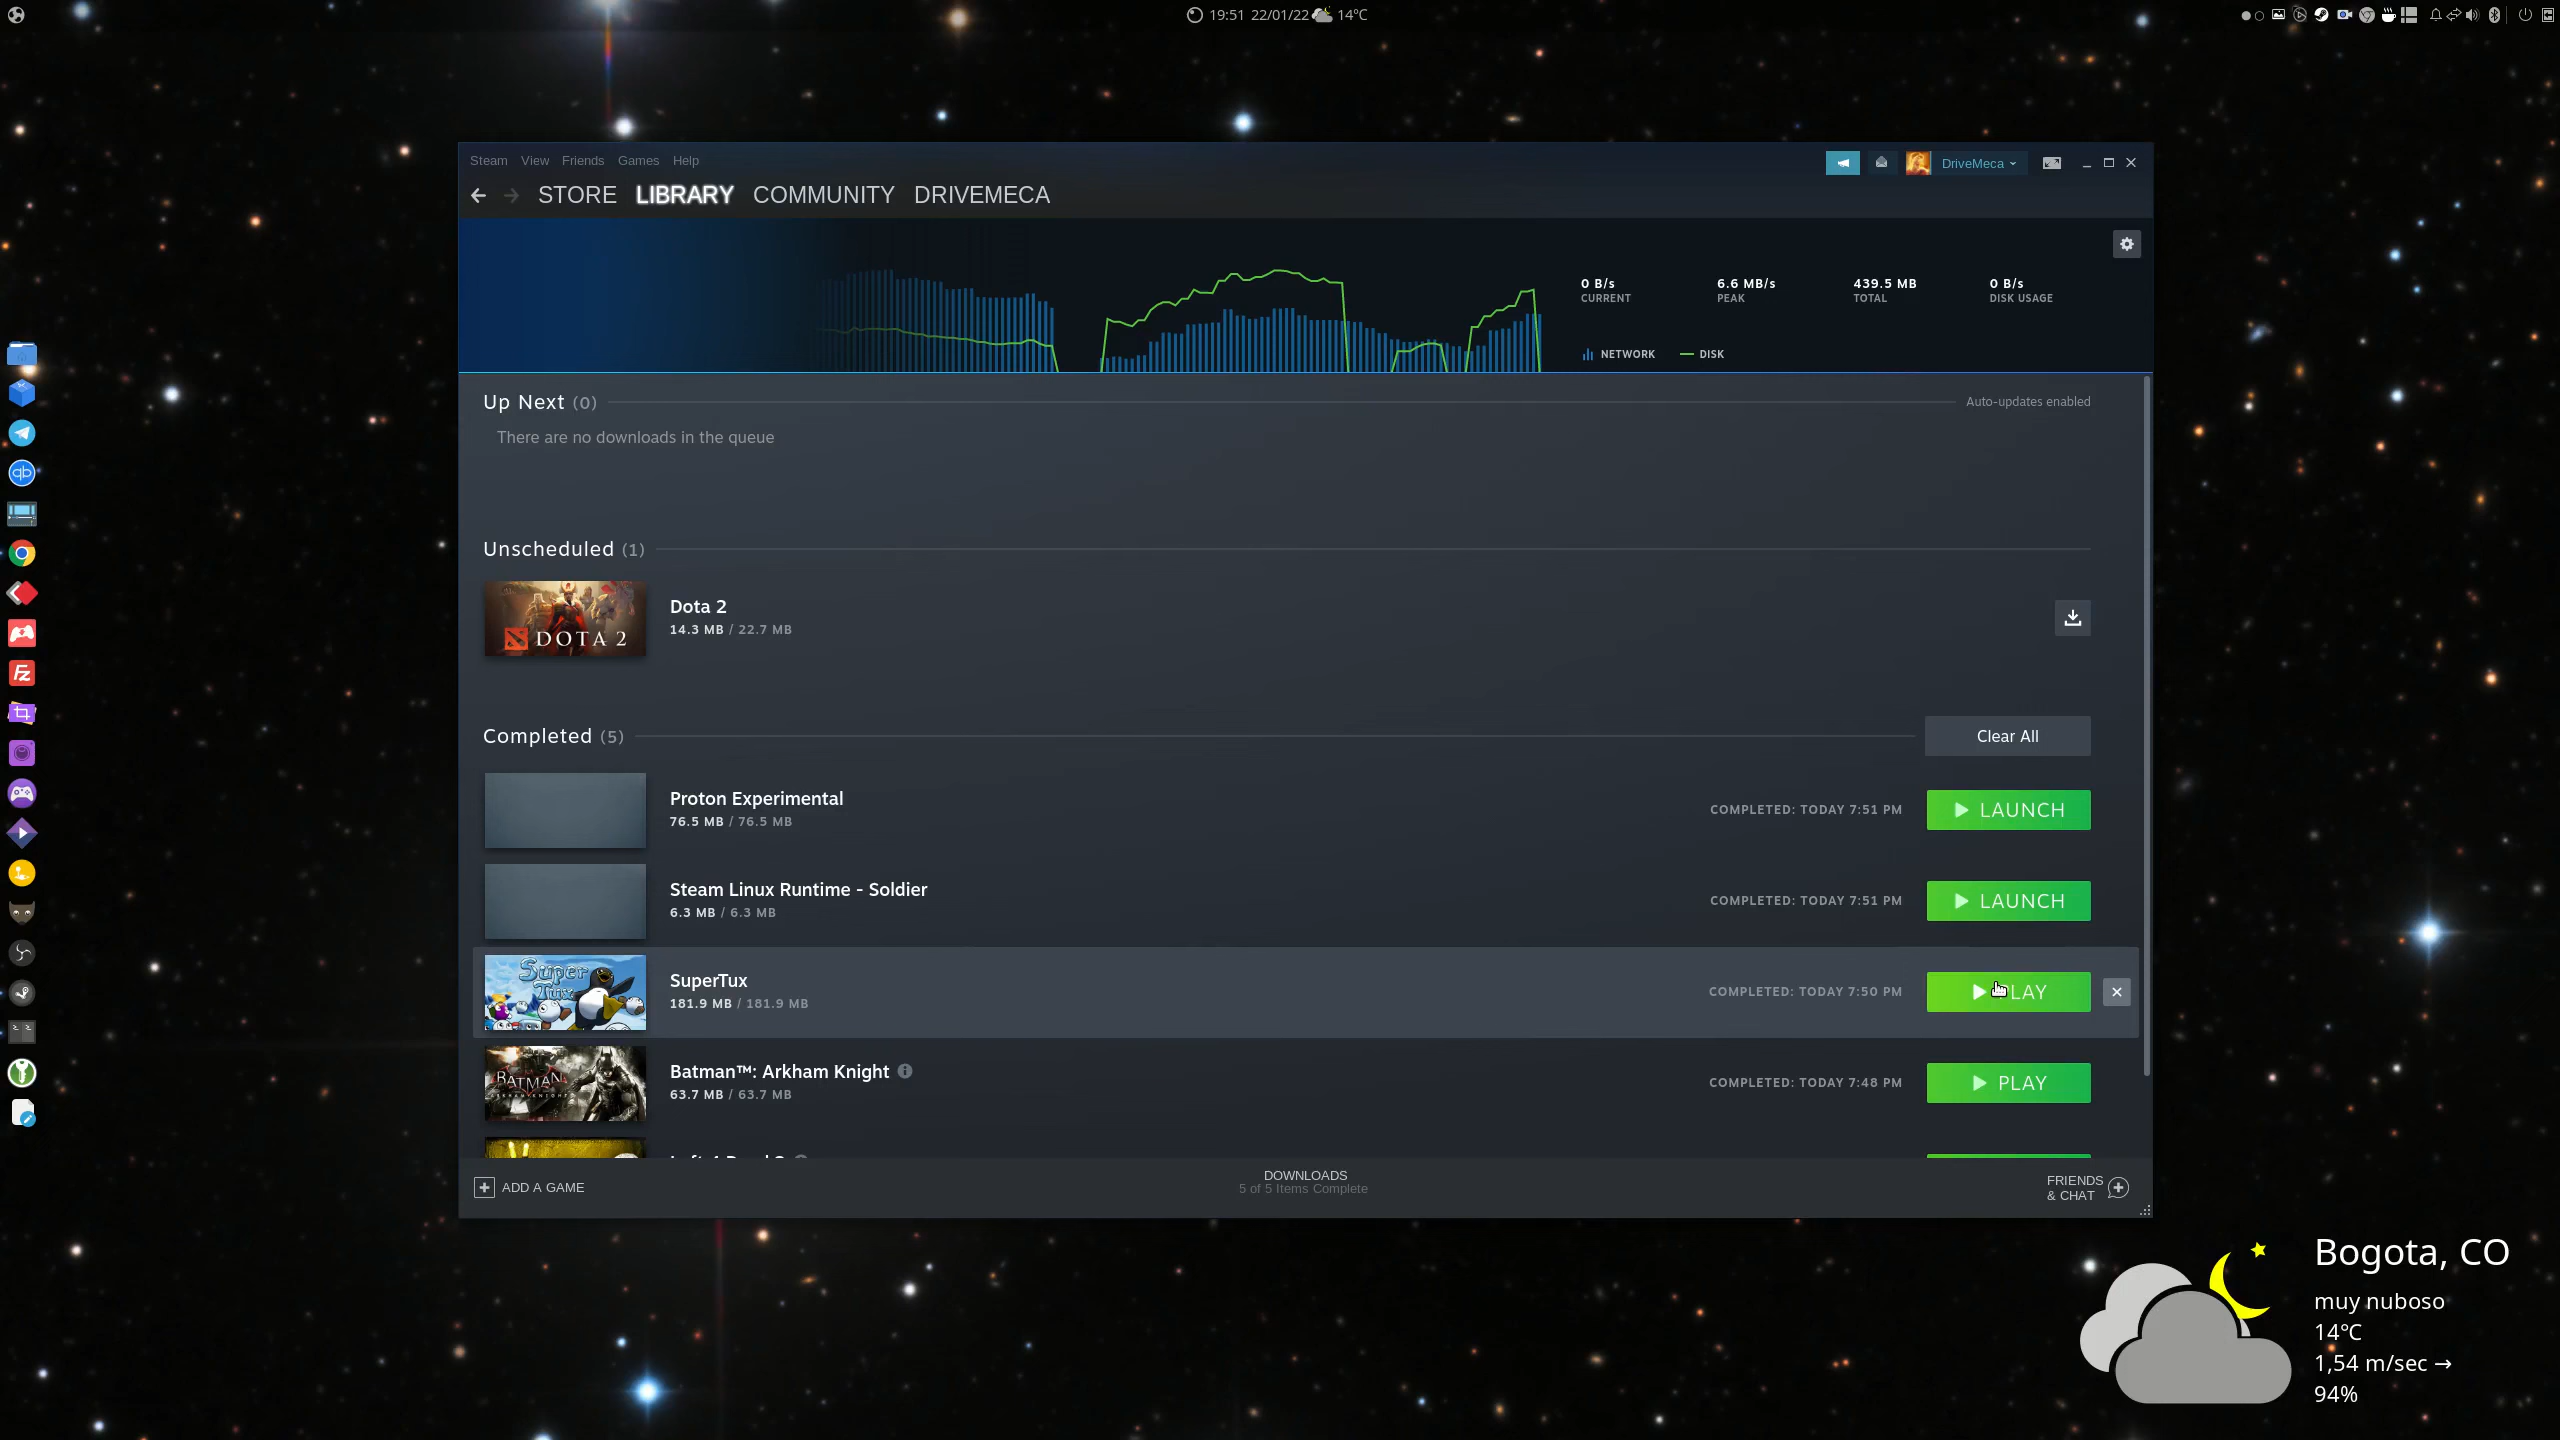 19:51 22/01/22 14°C
Steam View Friends Games Help
DriveMeca
STORE LIBRARY COMMUNITY DRIVEMECA
0 B/s 6.6 MB/s 439.5 MB 0 B/s
CURRENT PEAK TOTAL DISK USAGE
NETWORK DISK
Up Next (0) Auto-updates enabled
There are no downloads in the queue
Unscheduled (1)
Dota 2
14.3 MB / 22.7 MB
DOTA 2
Completed (5) Clear All
Proton Experimental
76.5 MB / 76.5 MB
COMPLETED: TODAY 7:51 PM LAUNCH
Steam Linux Runtime - Soldier
6.3 MB / 6.3 MB
COMPLETED: TODAY 7:51 PM LAUNCH
Super
Tux
SuperTux
181.9 MB / 181.9 MB
COMPLETED: TODAY 7:50 PM PLAY
BATMAN
ARKHAM KNIGHT
Batman™: Arkham Knight
63.7 MB / 63.7 MB
COMPLETED: TODAY 7:48 PM PLAY
ADD A GAME
DOWNLOADS
5 of 5 Items Complete
FRIENDS
& CHAT
Bogota, CO
muy nuboso
14°C
1,54 m/sec →
94%